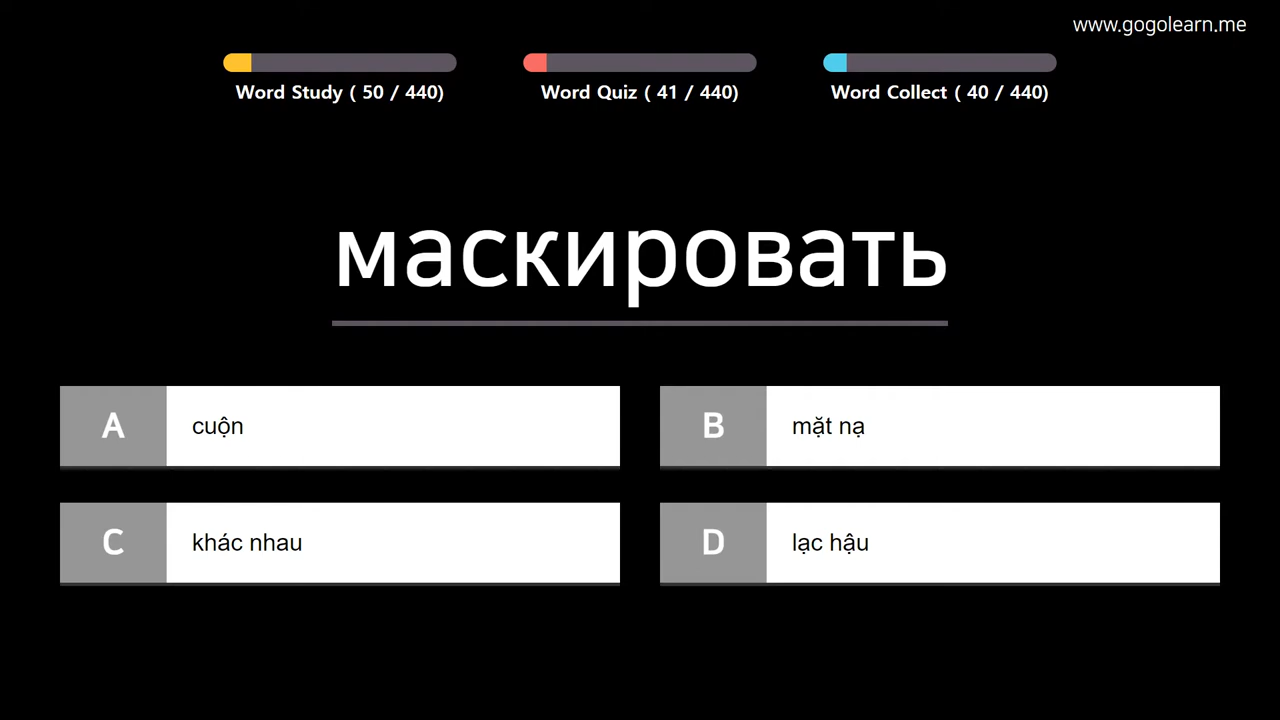 www.gogolearn.me
Word Study ( 50 / 440)
Word Quiz ( 41 / 440)
Word Collect ( 40 / 440)
маскировать
A cuộn
B mặt nạ
C khác nhau
D lạc hậu